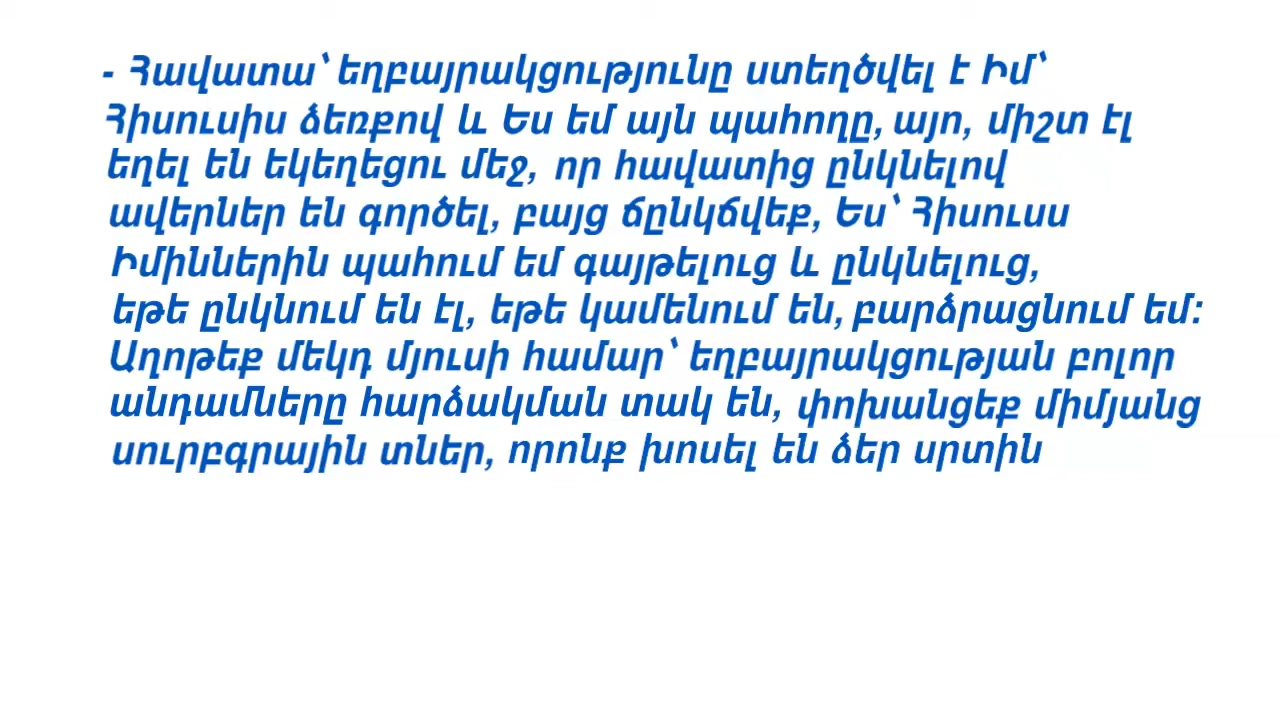 - Հավատա՝ եղբայրակցությունը ստեղծվել է Իմ՝
Հիսուսիս ձեռքով և Ես եմ այն պահողը, այո, միշտ էլ
եղել են եկեղեցու մեջ, որ հավատից ընկնելով
ավերներ են գործել, բայց ճընկճվեք, Ես՝ Հիսուսս
Իմիններին պահում եմ գայթելուց և ընկնելուց,
եթե ընկնում են էլ, եթե կամենում են, բարձրացնում եմ:
Աղոթեք մեկդ մյուսի համար՝ եղբայրակցության բոլոր
անդամները հարձակման տակ են, փոխանցեք միմյանց
սուրբգրային տներ, որոնք խոսել են ձեր սրտին